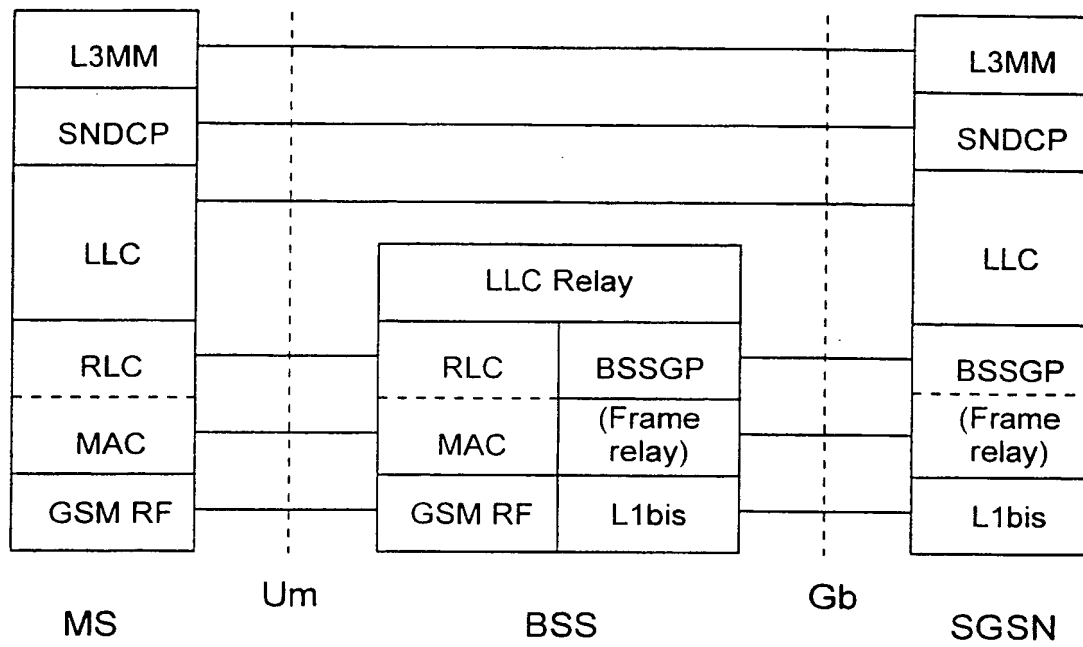 L3MM
L3MM
SNDCP
SNDCP
LLC
LLC
LLC Relay
RLC
RLC
BSSGP
BSSGP
MAC
MAC
(Frame
relay)
(Frame
relay)
GSM RF
GSM RF
L1bis
L1bis
Um
Gb
MS
BSS
SGSN